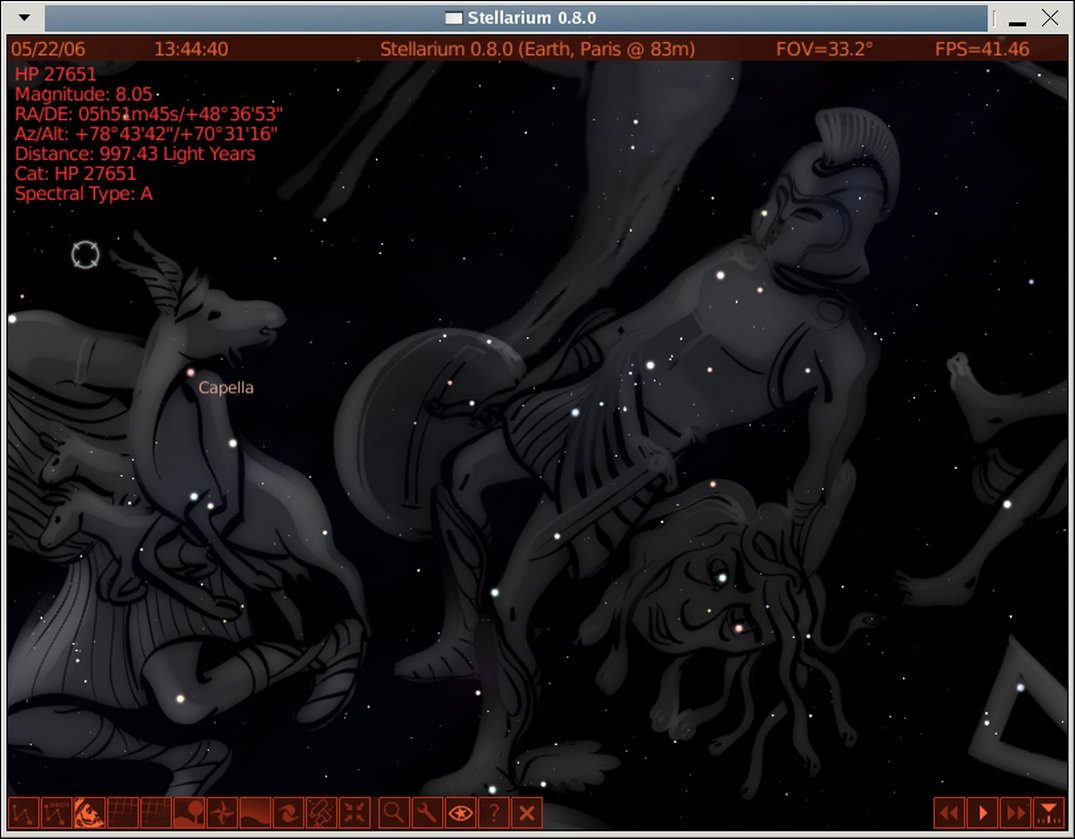 Stellarium 0.8.0
05/22/06 13:44:40 Stellarium 0.8.0 (Earth, Paris @ 83m) FOV=33.2° FPS=41.46
HP 27651
Magnitude: 8.05
RA/DE: 05h51m45s/+48°36'53"
Az/Alt: +78°43'42"/+70°31'16"
Distance: 997.43 Light Years
Cat: HP 27651
Spectral Type: A
Capella